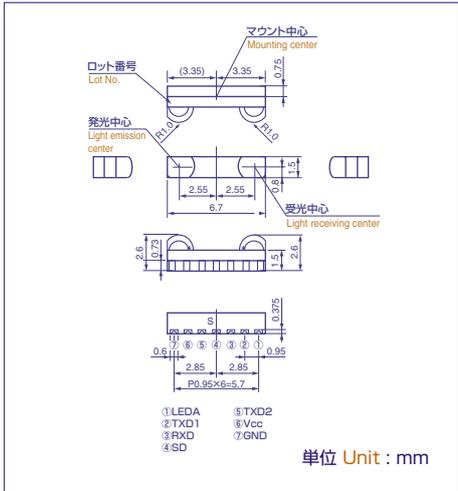 マウント中心
Mounting center
ロット番号
Lot No.
(3.35)
3.35
0.75
発光中心
Light emission
center
R1.0
R1.0
1.5
0.8
2.55
2.55
6.7
受光中心
Light receiving center
2.6
0.73
1.5
2.6
0.375
S
⑦ ⑥ ⑤ ④ ③ ② ①
0.6
0.95
2.85
2.85
P0.95×6=5.7
①LEDA
②TXD1
③RXD
④SD
⑤TXD2
⑥Vcc
⑦GND
単位 Unit : mm